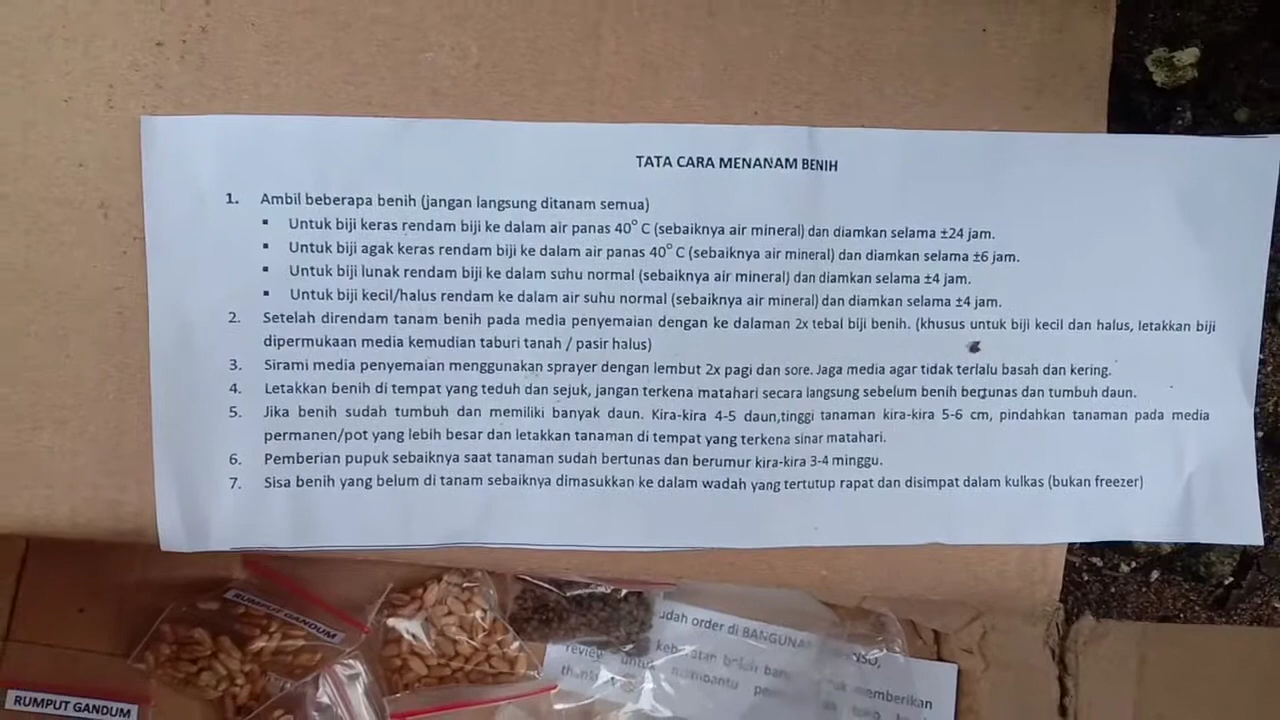 TATA CARA MENANAM BENIH
1. Ambil beberapa benih (jangan langsung ditanam semua)
▪ Untuk biji keras rendam biji ke dalam air panas 40° C (sebaiknya air mineral) dan diamkan selama ±24 jam.
▪ Untuk biji agak keras rendam biji ke dalam air panas 40° C (sebaiknya air mineral) dan diamkan selama ±6 jam.
▪ Untuk biji lunak rendam biji ke dalam suhu normal (sebaiknya air mineral) dan diamkan selama ±4 jam.
▪ Untuk biji kecil/halus rendam ke dalam air suhu normal (sebaiknya air mineral) dan diamkan selama ±4 jam.
2. Setelah direndam tanam benih pada media penyemaian dengan ke dalaman 2x tebal biji benih. (khusus untuk biji kecil dan halus, letakkan biji
dipermukaan media kemudian taburi tanah / pasir halus)
3. Sirami media penyemaian menggunakan sprayer dengan lembut 2x pagi dan sore. Jaga media agar tidak terlalu basah dan kering.
4. Letakkan benih di tempat yang teduh dan sejuk, jangan terkena matahari secara langsung sebelum benih bertunas dan tumbuh daun.
5. Jika benih sudah tumbuh dan memiliki banyak daun. Kira-kira 4-5 daun,tinggi tanaman kira-kira 5-6 cm, pindahkan tanaman pada media
permanen/pot yang lebih besar dan letakkan tanaman di tempat yang terkena sinar matahari.
6. Pemberian pupuk sebaiknya saat tanaman sudah bertunas dan berumur kira-kira 3-4 minggu.
7. Sisa benih yang belum di tanam sebaiknya dimasukkan ke dalam wadah yang tertutup rapat dan disimpat dalam kulkas (bukan freezer)
RUMPUT GANDUM
RUMPUT GANDUM
udah order di BANGUNA
emberikan
review untuk membantu